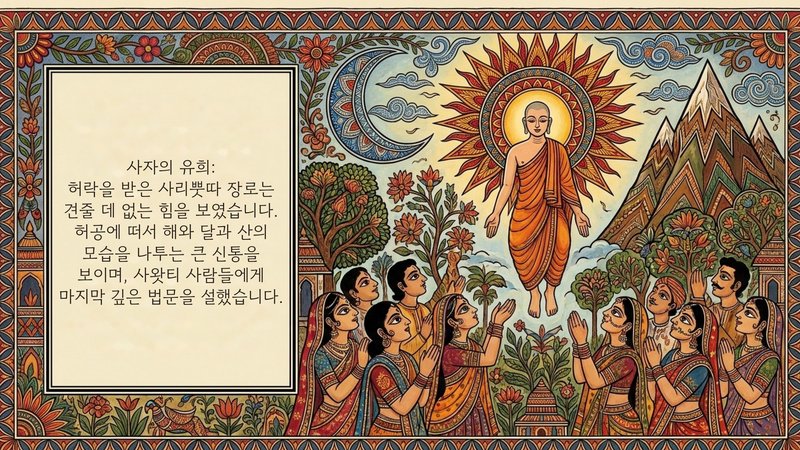 사자의 유희:
허락을 받은 사리뿟따 장로는
견줄 데 없는 힘을 보였습니다.
허공에 떠서 해와 달과 산의
모습을 나투는 큰 신통을
보이며, 사왓티 사람들에게
마지막 깊은 법문을 설했습니다.